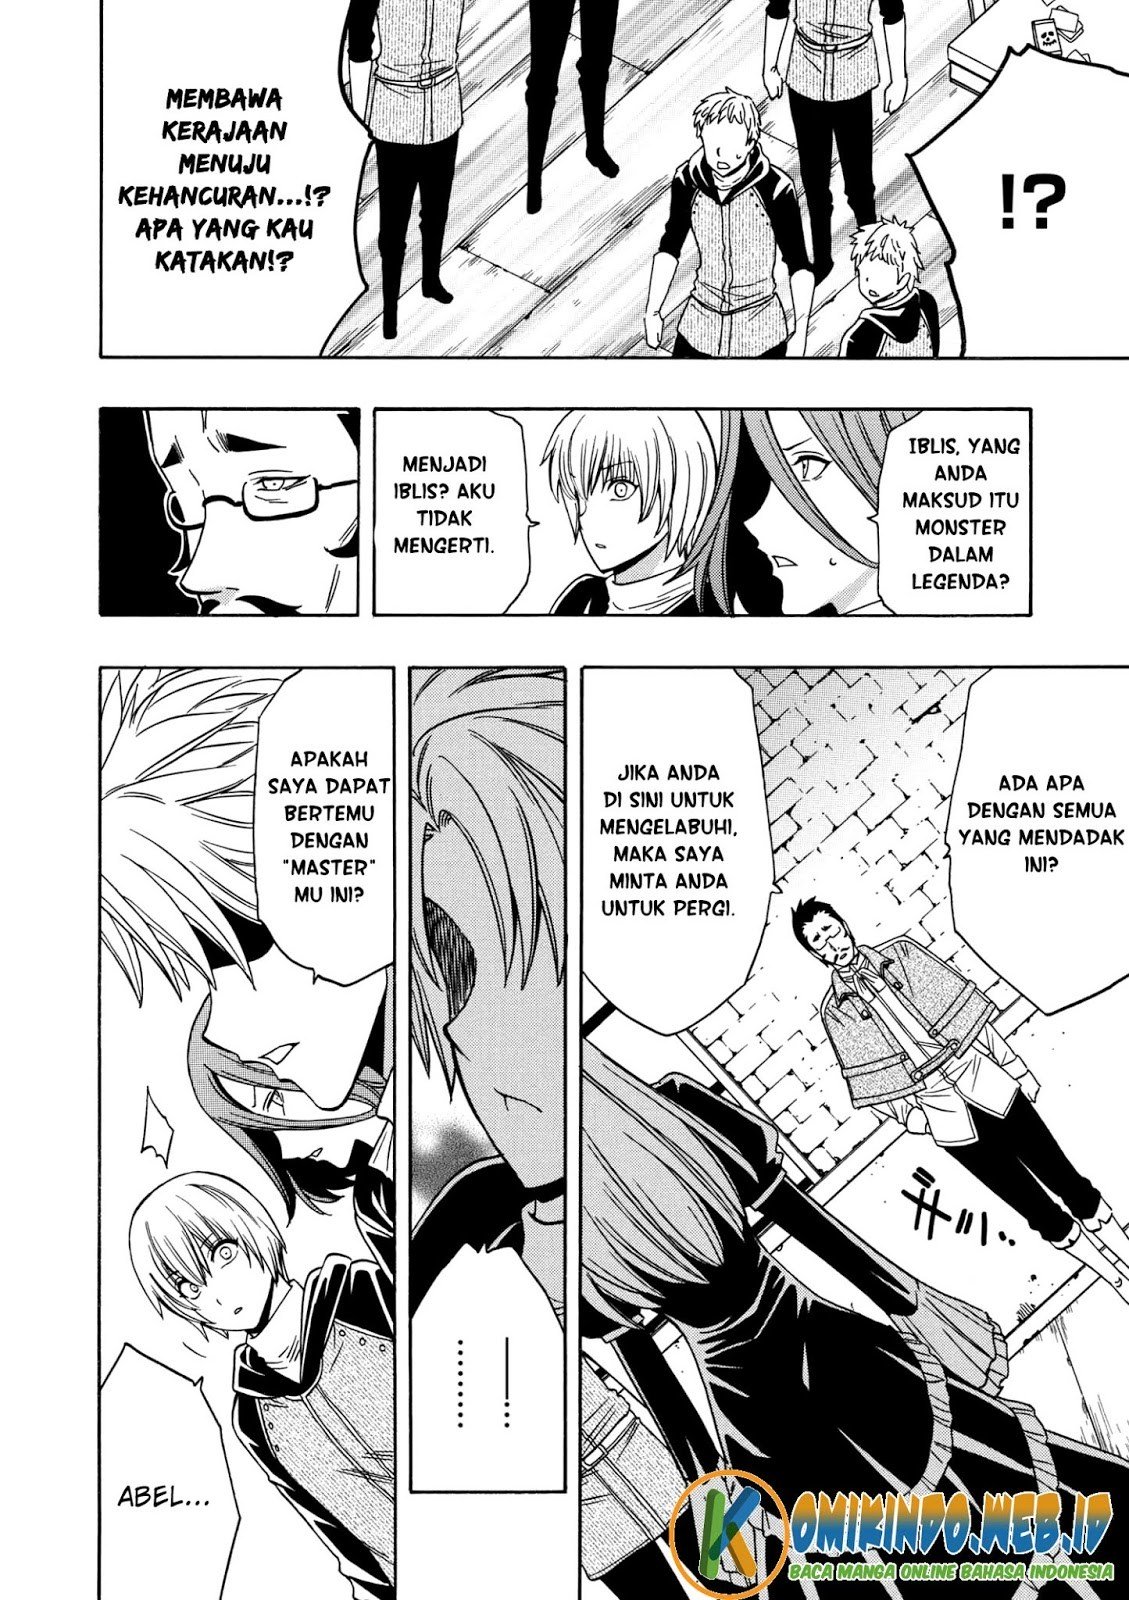 !?
MEMBAWA
KERAJAAN
MENUJU
KEHANCURAN...!?
APA YANG KAU
KATAKAN!?
IBLIS, YANG
ANDA
MAKSUD ITU
MONSTER
DALAM
LEGENDA?
MENJADI
IBLIS? AKU
TIDAK
MENGERTI.
ADA APA
DENGAN SEMUA
YANG MENDADAK
INI?
JIKA ANDA
DI SINI UNTUK
MENGELABUHI,
MAKA SAYA
MINTA ANDA
UNTUK PERGI.
APAKAH
SAYA DAPAT
BERTEMU
DENGAN
"MASTER"
MU INI?
ABEL...
KOMIKINDO.WEB.ID
BACA MANGA ONLINE BAHASA INDONESIA